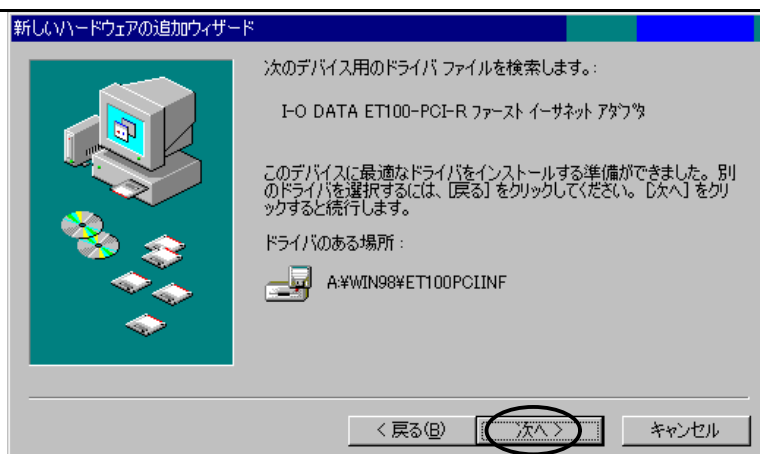 新しいハードウェアの追加ウィザード
次のデバイス用のドライバ ファイルを検索します。:
I-O DATA ET100-PCI-R ファースト イーサネット アダプタ
このデバイスに最適なドライバをインストールする準備ができました。 別
のドライバを選択するには、[戻る] をクリックしてください。 [次へ] をクリ
ックすると続行します。
ドライバのある場所 :
A:¥WIN98¥ET100PCI.INF
< 戻る(B)
次へ >
キャンセル